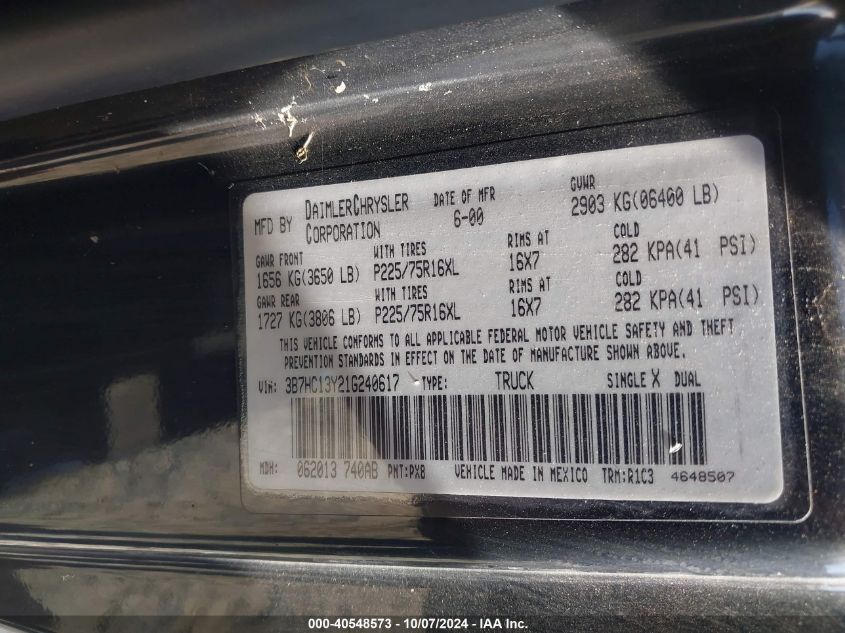 MFD BY DAIMLERCHRYSLER CORPORATION DATE OF MFR 6-00 GVWR 2903 KG(06400 LB)
GAWR FRONT WITH TIRES RIMS AT COLD
1656 KG(3650 LB) P225/75R16XL 16X7 282 KPA(41 PSI)
GAWR REAR WITH TIRES RIMS AT COLD
1727 KG(3806 LB) P225/75R16XL 16X7 282 KPA(41 PSI)
THIS VEHICLE CONFORMS TO ALL APPLICABLE FEDERAL MOTOR VEHICLE SAFETY AND THEFT
PREVENTION STANDARDS IN EFFECT ON THE DATE OF MANUFACTURE SHOWN ABOVE.
VIN: 3B7HC13Y21G240617 TYPE: TRUCK SINGLE X DUAL
MDH: 062013 740AB PNT:PX8 VEHICLE MADE IN MEXICO TRM:R1C3 4648507
000-40548573 - 10/07/2024 - IAAI Inc.